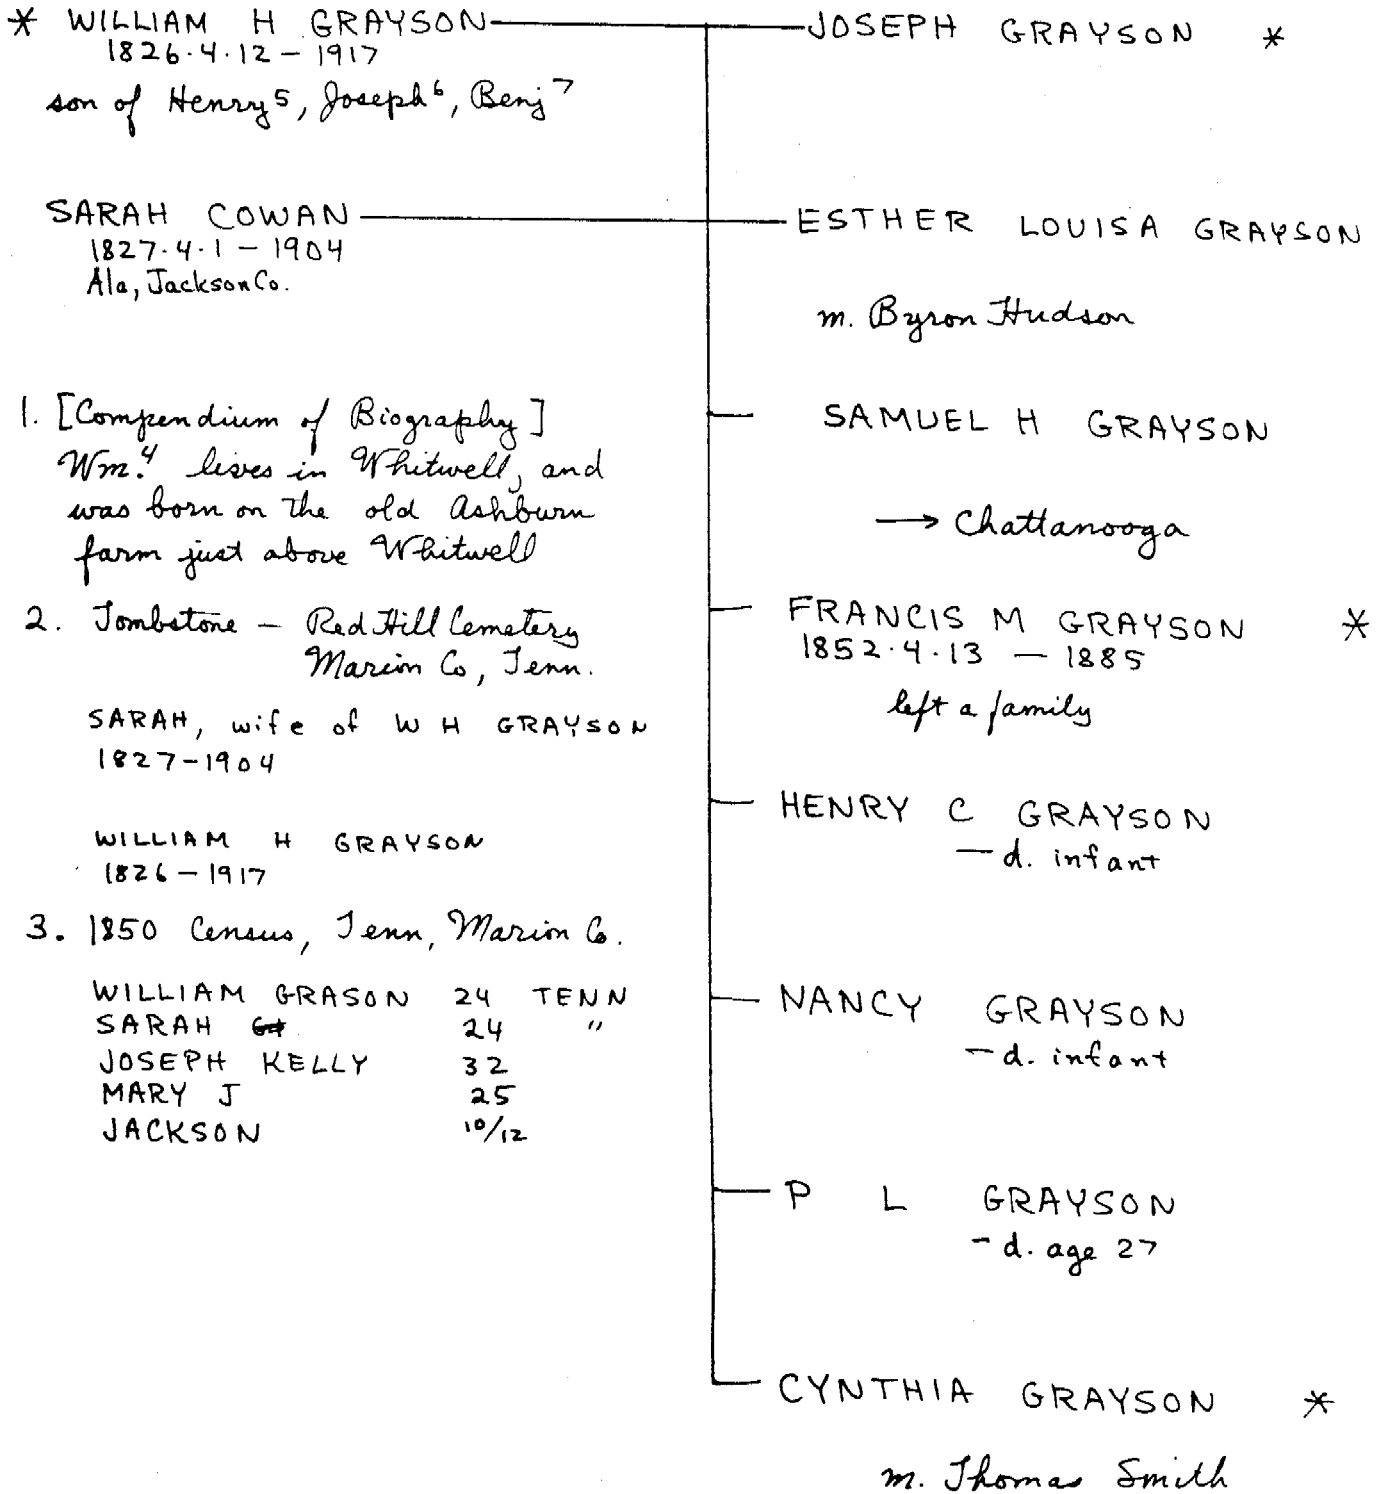 * WILLIAM H GRAYSON
1826.4.12 - 1917
son of Henry⁵, Joseph⁶, Benj⁷
SARAH COWAN
1827.4.1 - 1904
Ala, Jackson Co.
1. [Compendium of Biography]
Wm.⁴ lives in Whitwell, and
was born on the old Ashburn
farm just above Whitwell
2. Tombstone - Red Hill Cemetery
Marion Co, Tenn.
SARAH, wife of W H GRAYSON
1827-1904
WILLIAM H GRAYSON
1826-1917
3. 1850 Census, Tenn, Marion Co.
WILLIAM GRASON 24 TENN
SARAH 24 "
JOSEPH KELLY 32
MARY J 25
JACKSON 10/12
JOSEPH GRAYSON *
ESTHER LOUISA GRAYSON
m. Byron Hudson
SAMUEL H GRAYSON
→ Chattanooga
FRANCIS M GRAYSON *
1852.4.13 - 1885
left a family
HENRY C GRAYSON
- d. infant
NANCY GRAYSON
- d. infant
P L GRAYSON
- d. age 27
CYNTHIA GRAYSON *
m. Thomas Smith